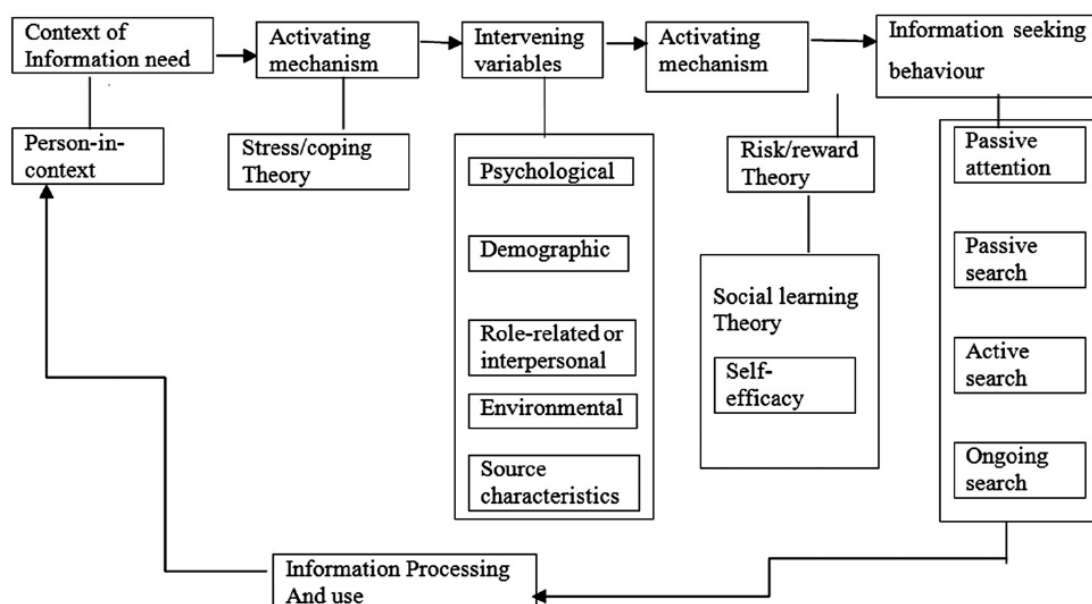 Context of
Information need
Activating
mechanism
Intervening
variables
Activating
mechanism
Information seeking
behaviour
Person-in-
context
Stress/coping
Theory
Psychological
Demographic
Role-related or
interpersonal
Environmental
Source
characteristics
Risk/reward
Theory
Social learning
Theory
Self-
efficacy
Passive
attention
Passive
search
Active
search
Ongoing
search
Information Processing
And use